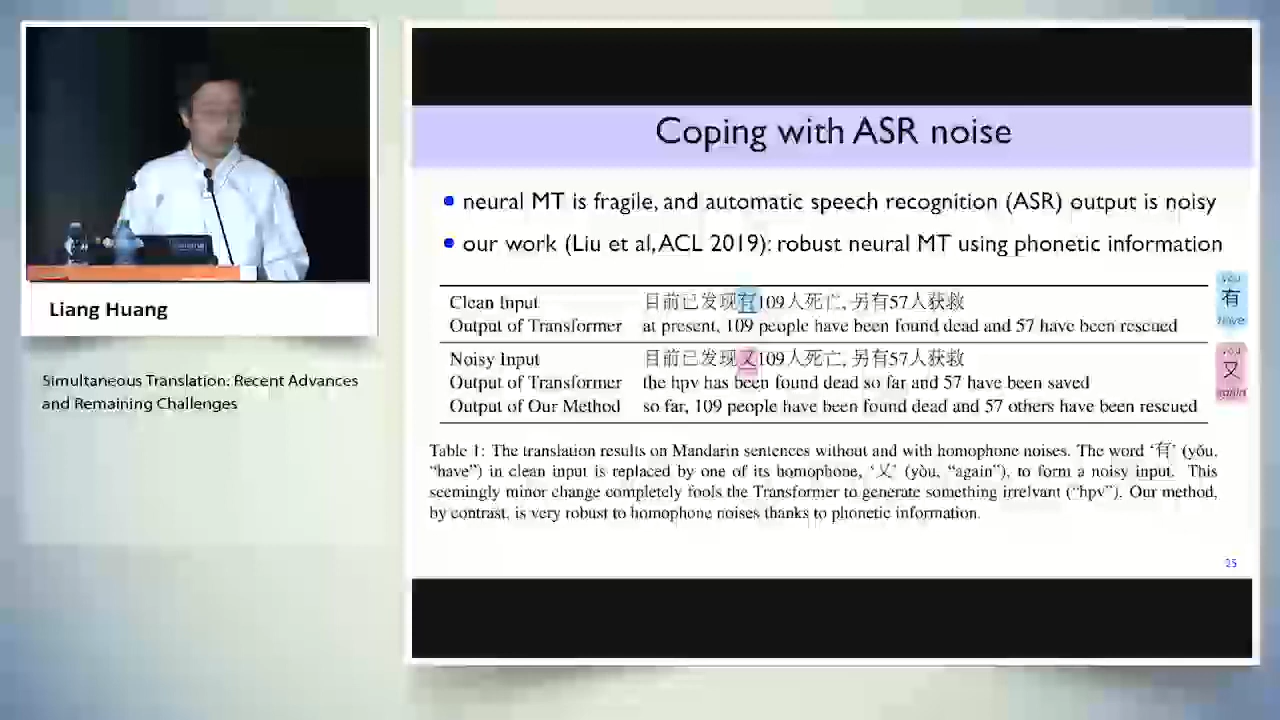 Liang Huang
Simultaneous Translation: Recent Advances
and Remaining Challenges
Coping with ASR noise
• neural MT is fragile, and automatic speech recognition (ASR) output is noisy
• our work (Liu et al, ACL 2019): robust neural MT using phonetic information
Clean Input 目前已发现有109人死亡, 另有57人获救
Output of Transformer at present, 109 people have been found dead and 57 have been rescued
Noisy Input 目前已发现又109人死亡, 另有57人获救
Output of Transformer the hpv has been found dead so far and 57 have been saved
Output of Our Method so far, 109 people have been found dead and 57 others have been rescued
yǒu
有
have
yòu
又
again
Table 1: The translation results on Mandarin sentences without and with homophone noises. The word ‘有’ (yǒu,
“have”) in clean input is replaced by one of its homophone, ‘又’ (yòu, “again”), to form a noisy input. This
seemingly minor change completely fools the Transformer to generate something irrelvant (“hpv”). Our method,
by contrast, is very robust to homophone noises thanks to phonetic information.
25